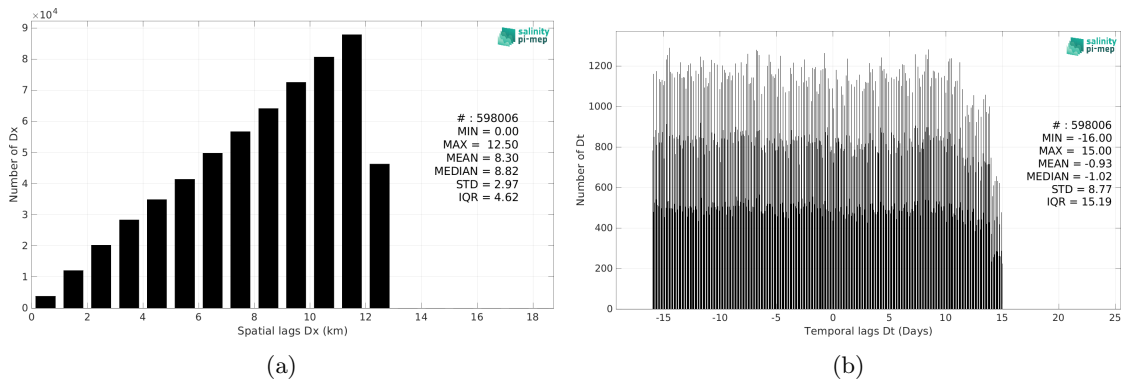 ×10⁴
9
8
7
6
5
4
3
2
1
0
Number of Dx
0 2 4 6 8 10 12 14 16 18
Spatial lags Dx (km)
salinity
pi-mep
# : 598006
MIN = 0.00
MAX = 12.50
MEAN = 8.30
MEDIAN = 8.82
STD = 2.97
IQR = 4.62
(a)
1200
1000
800
600
400
200
0
Number of Dt
-15 -10 -5 0 5 10 15 20 25
Temporal lags Dt (Days)
salinity
pi-mep
# : 598006
MIN = -16.00
MAX = 15.00
MEAN = -0.93
MEDIAN = -1.02
STD = 8.77
IQR = 15.19
(b)